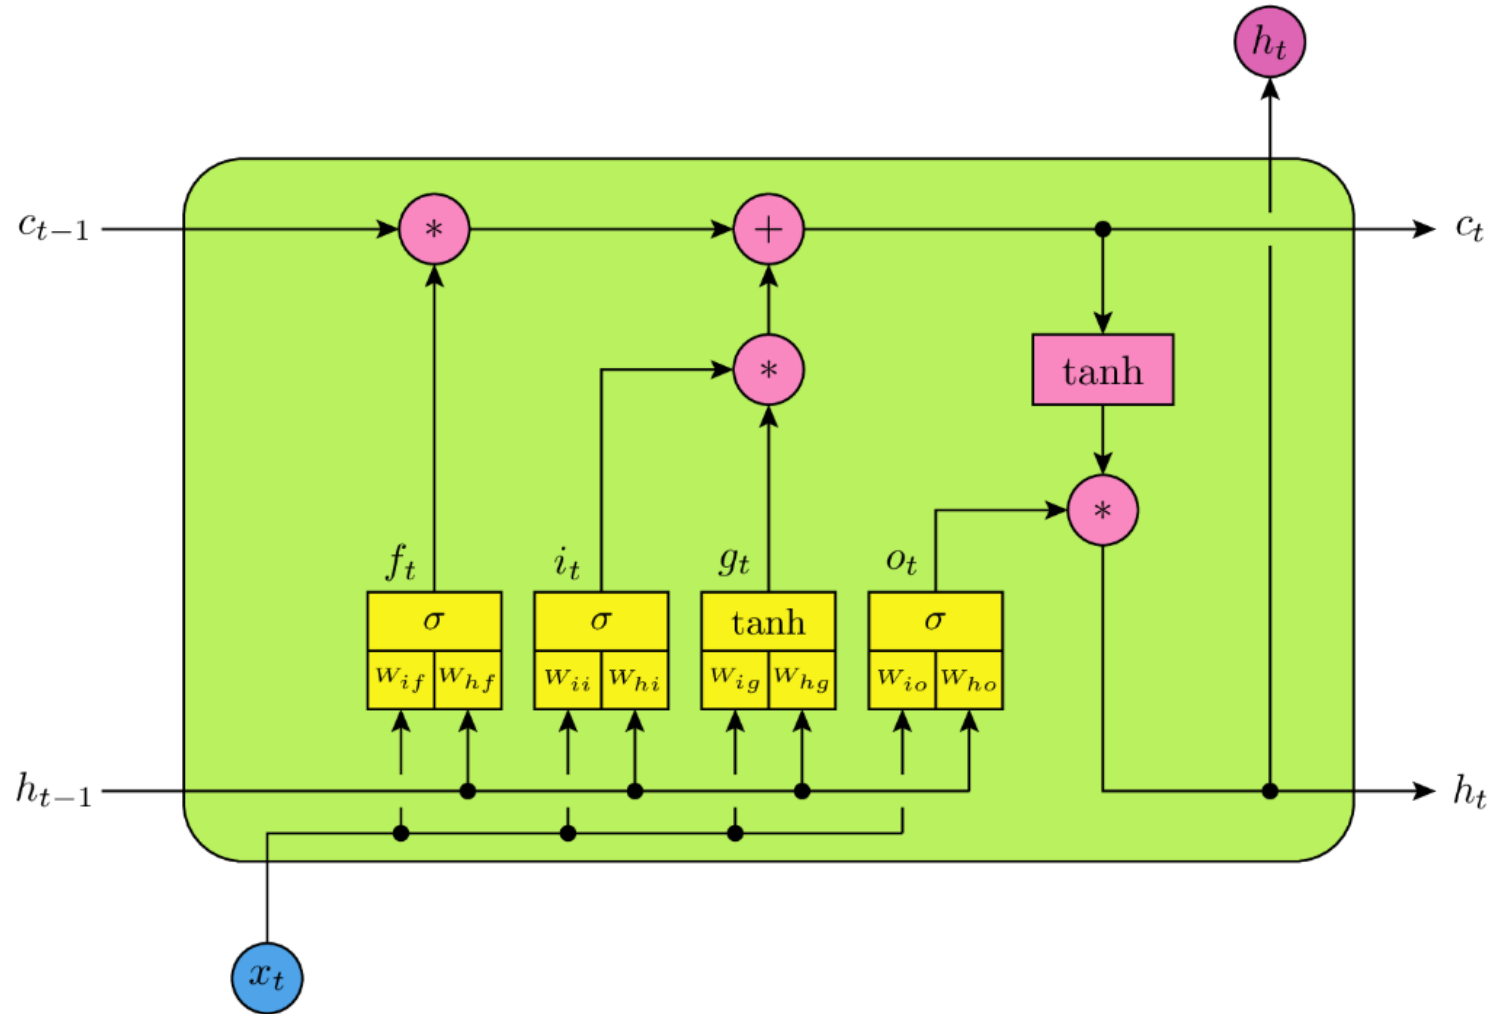 h_t
c_{t−1} * + c_t
* tanh
*
f_t i_t g_t o_t
σ σ tanh σ
W_{if} W_{hf} W_{ii} W_{hi} W_{ig} W_{hg} W_{io} W_{ho}
h_{t−1} h_t
x_t